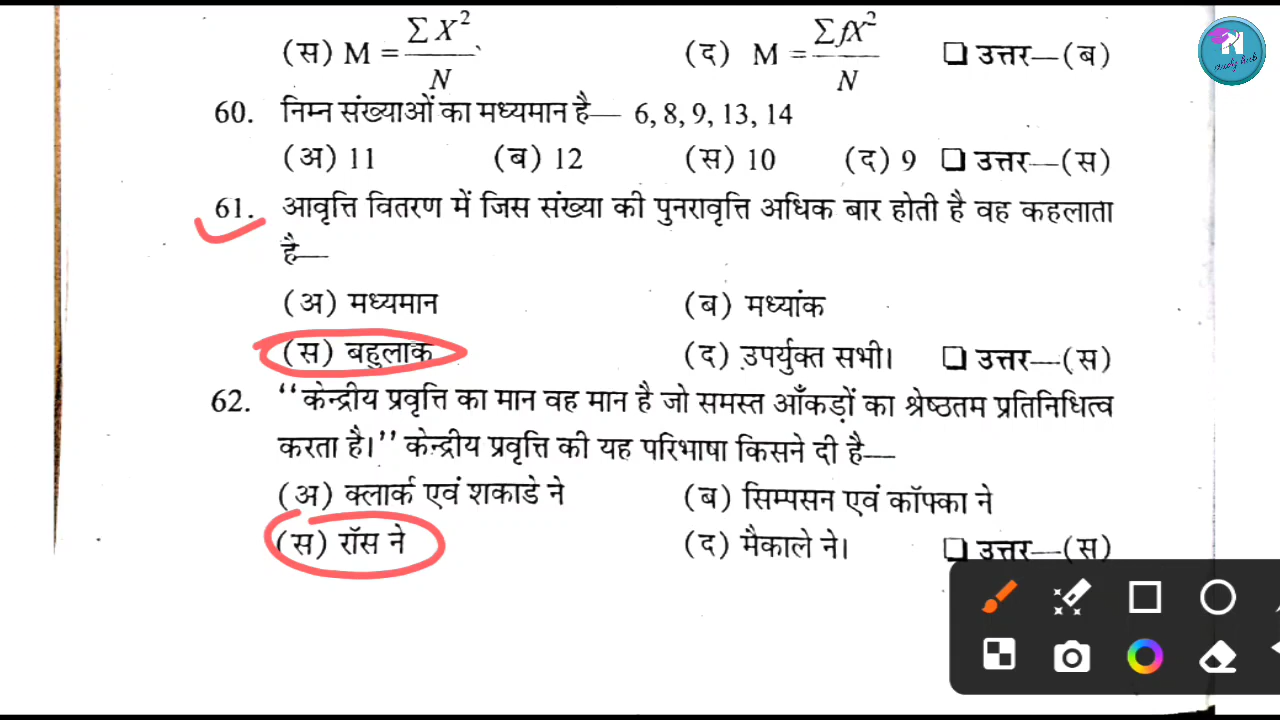 (स) M = ΣX²/N (द) M = ΣfX²/N ❑ उत्तर—(ब)
60. निम्न संख्याओं का मध्यमान है— 6, 8, 9, 13, 14
(अ) 11 (ब) 12 (स) 10 (द) 9 ❑ उत्तर—(स)
61. आवृत्ति वितरण में जिस संख्या की पुनरावृत्ति अधिक बार होती है वह कहलाता
है—
(अ) मध्यमान (ब) मध्यांक
(स) बहुलाक (द) उपर्युक्त सभी। ❑ उत्तर—(स)
62. ‘‘केन्द्रीय प्रवृत्ति का मान वह मान है जो समस्त आँकड़ों का श्रेष्ठतम प्रतिनिधित्व
करता है।’’ केन्द्रीय प्रवृत्ति की यह परिभाषा किसने दी है—
(अ) क्लार्क एवं शकाडे ने (ब) सिम्पसन एवं कॉफ्का ने
(स) रॉस ने (द) मैकाले ने। ❑ उत्तर—(स)
N
study hub